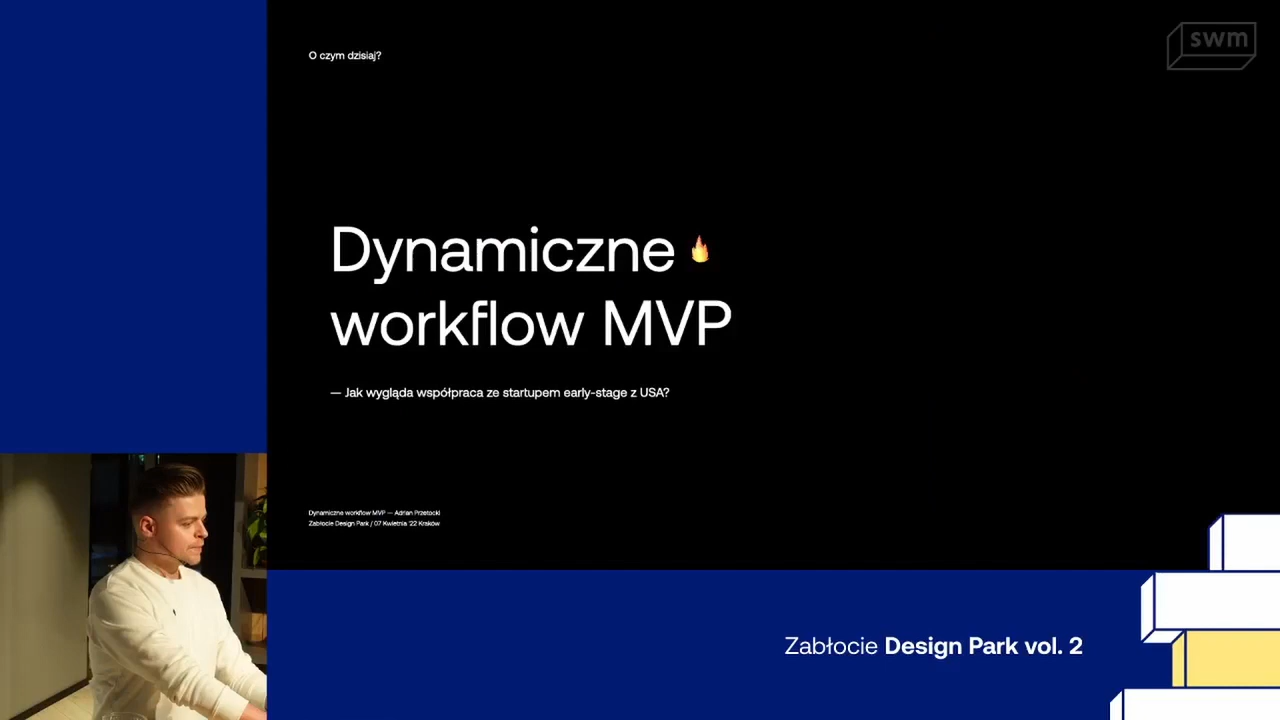 O czym dzisiaj?
swm
Dynamiczne
workflow MVP
— Jak wygląda współpraca ze startupem early-stage z USA?
Dynamiczne workflow MVP — Adrian Przetocki
Zabłocie Design Park / 07 Kwietnia '22 Kraków
Zabłocie Design Park vol. 2